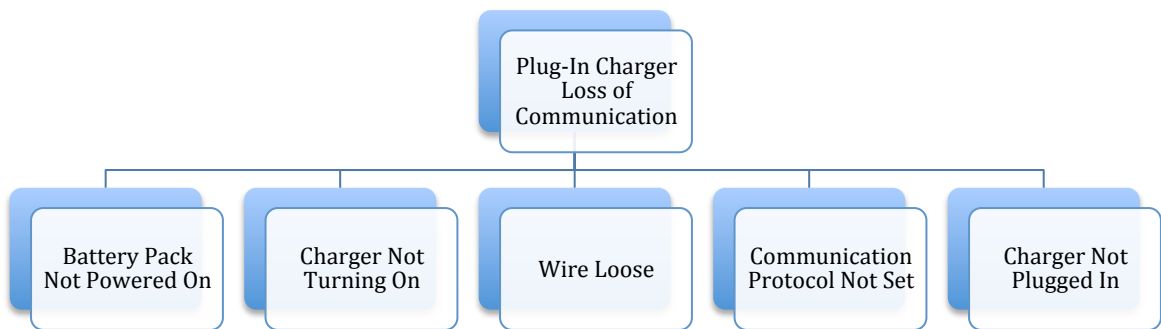 Plug-In Charger
Loss of
Communication
Battery Pack
Not Powered On
Charger Not
Turning On
Wire Loose
Communication
Protocol Not Set
Charger Not
Plugged In